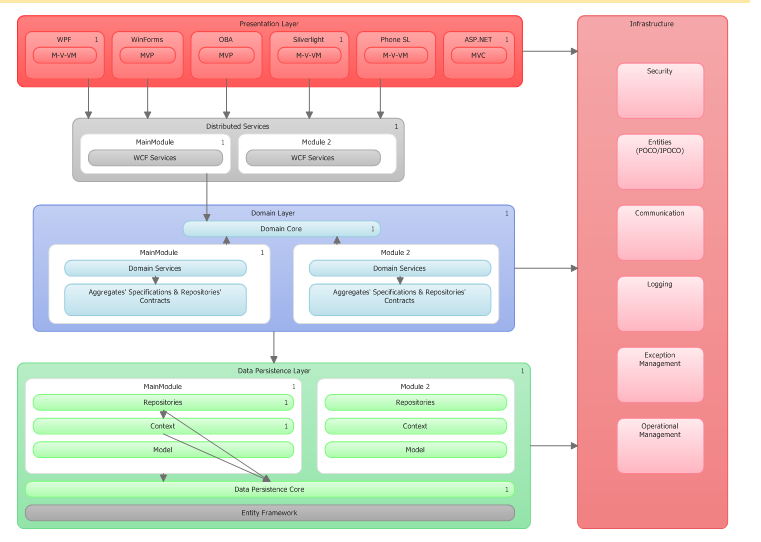 Presentation Layer
WPF 1
M-V-VM
WinForms
MVP
OBA
MVP
Silverlight 1
M-V-VM
Phone SL
M-V-VM
ASP.NET 1
MVC
Distributed Services 1
MainModule 1
WCF Services
Module 2
WCF Services
Domain Layer 1
Domain Core 1
MainModule 1
Domain Services
Aggregates' Specifications & Repositories'
Contracts
Module 2
Domain Services
Aggregates' Specifications & Repositories'
Contracts
Data Persistence Layer 1
MainModule 1
Repositories 1
Context 1
Model
Module 2
Repositories
Context
Model
Data Persistence Core 1
Entity Framework
Infrastructure
Security
Entities
(POCO/IPOCO)
Communication
Logging
Exception
Management
Operational
Management